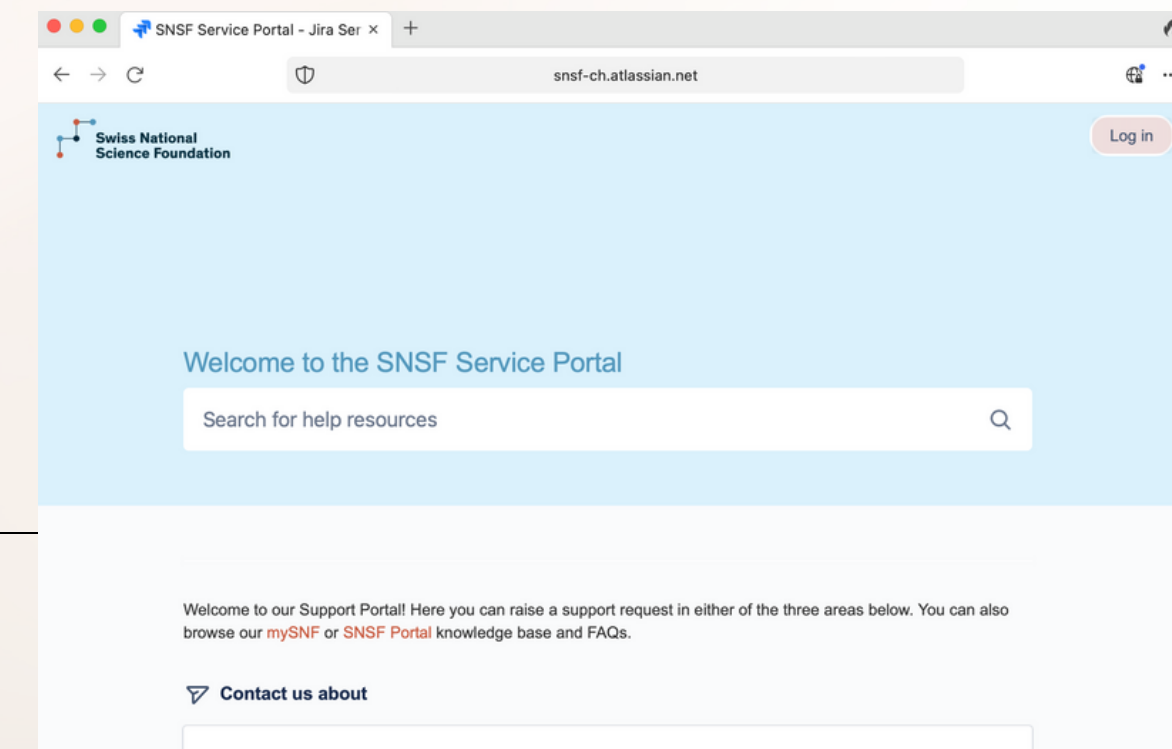 SNSF Service Portal - Jira Ser
snsf-ch.atlassian.net
Swiss National
Science Foundation
Log in
Welcome to the SNSF Service Portal
Search for help resources
Welcome to our Support Portal! Here you can raise a support request in either of the three areas below. You can also
browse our mySNF or SNSF Portal knowledge base and FAQs.
Contact us about